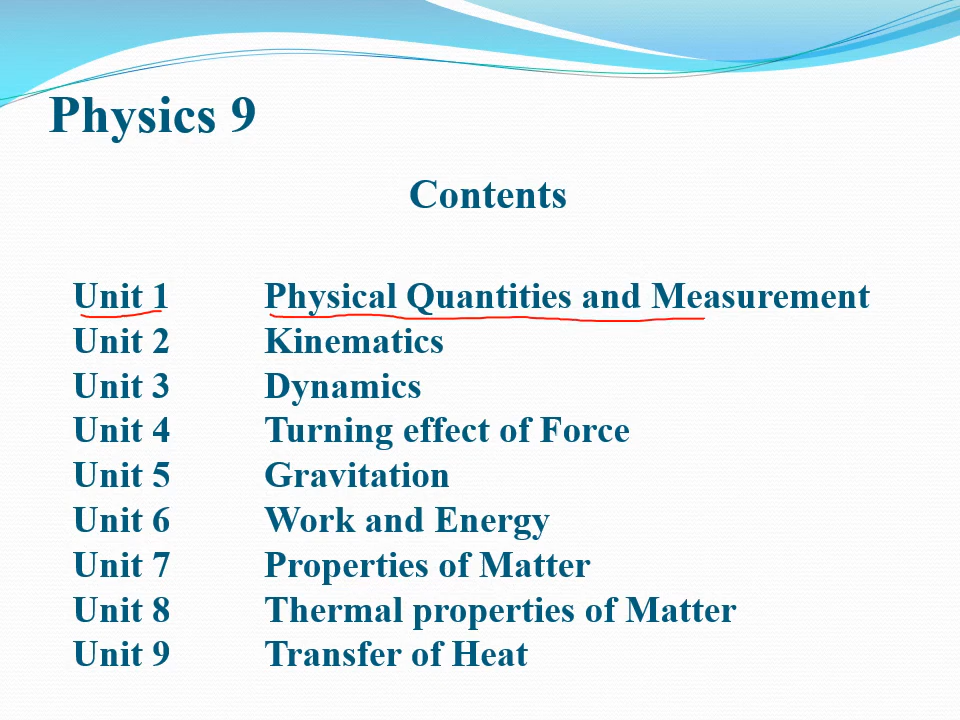 Physics 9
Contents
Unit 1 Physical Quantities and Measurement
Unit 2 Kinematics
Unit 3 Dynamics
Unit 4 Turning effect of Force
Unit 5 Gravitation
Unit 6 Work and Energy
Unit 7 Properties of Matter
Unit 8 Thermal properties of Matter
Unit 9 Transfer of Heat